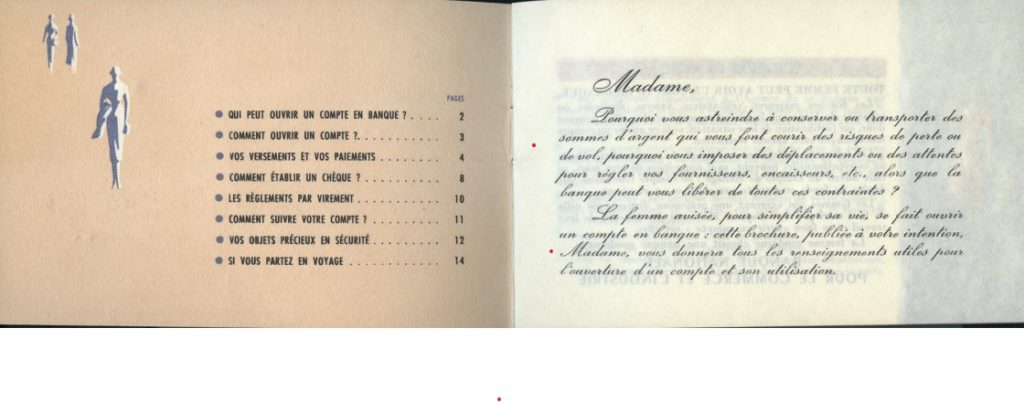 PAGES
QUI PEUT OUVRIR UN COMPTE EN BANQUE ? . . . . 2
COMMENT OUVRIR UN COMPTE ?. . . . . . . . . . . . 3
VOS VERSEMENTS ET VOS PAIEMENTS . . . . . . . . . 4
COMMENT ÉTABLIR UN CHÈQUE ? . . . . . . . . . . . 8
LES RÈGLEMENTS PAR VIREMENT . . . . . . . . . . . . 10
COMMENT SUIVRE VOTRE COMPTE ? . . . . . . . . . . 11
VOS OBJETS PRÉCIEUX EN SÉCURITÉ . . . . . . . . . . 12
SI VOUS PARTEZ EN VOYAGE . . . . . . . . . . . . . 14
Madame,
Pourquoi vous astreindre à conserver ou transporter des
sommes d'argent qui vous font courir des risques de perte ou
de vol, pourquoi vous imposer des déplacements ou des attentes
pour régler vos fournisseurs, encaisseurs, etc., alors que la
banque peut vous libérer de toutes ces contraintes ?
La femme avisée, pour simplifier sa vie, se fait ouvrir
un compte en banque : cette brochure, publiée à votre intention,
Madame, vous donnera tous les renseignements utiles pour
l'ouverture d'un compte et son utilisation.